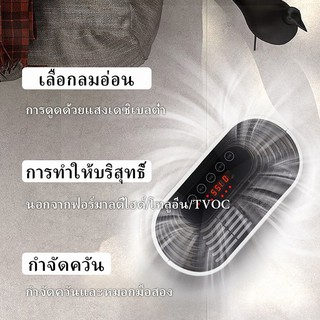 เลือกลมอ่อน
การดูดด้วยแสงเดซิเบลต่ำ
การทำให้บริสุทธิ์
นอกจากฟอร์มาลดีไฮด์ โทลูอีน/TVOC
กำจัดควัน
กำจัดควันและหมอกมือสอง